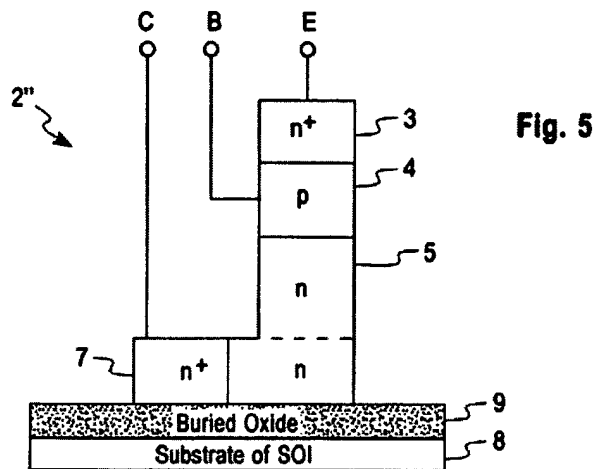 C B E
2"
n+ 3
Fig. 5
4
p
5
n
7 n+ n
Buried Oxide 9
Substrate of SOI 8